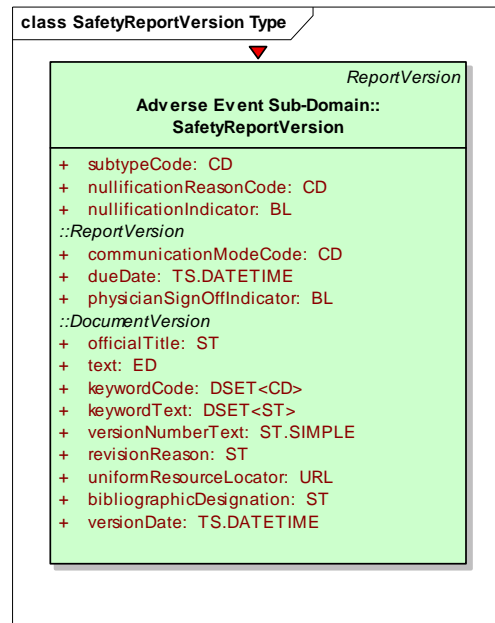 class SafetyReportVersion Type
ReportVersion
Adverse Event Sub-Domain::
SafetyReportVersion
+ subtypeCode: CD
+ nullificationReasonCode: CD
+ nullificationIndicator: BL
::ReportVersion
+ communicationModeCode: CD
+ dueDate: TS.DATETIME
+ physicianSignOffIndicator: BL
::DocumentVersion
+ officialTitle: ST
+ text: ED
+ keywordCode: DSET<CD>
+ keywordText: DSET<ST>
+ versionNumberText: ST.SIMPLE
+ revisionReason: ST
+ uniformResourceLocator: URL
+ bibliographicDesignation: ST
+ versionDate: TS.DATETIME